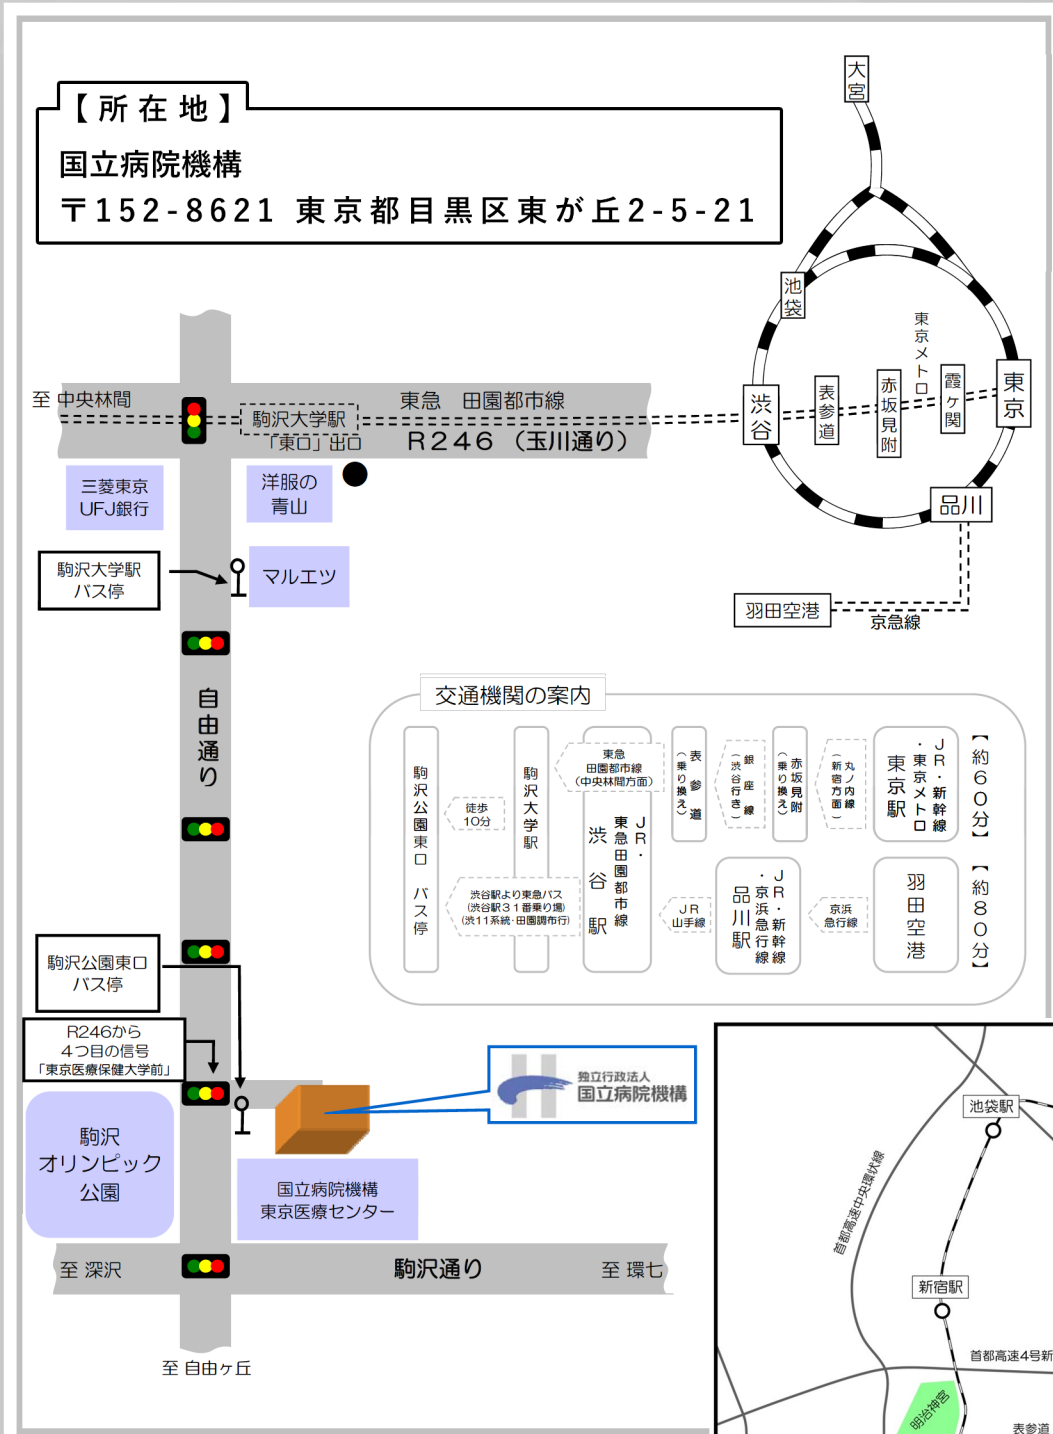 【所在地】
国立病院機構
〒152-8621 東京都目黒区東が丘2-5-21
大宮
池袋
東京メトロ
渋谷
表参道
赤坂見附
霞ヶ関
東京
品川
羽田空港
京急線
至 中央林間
東急 田園都市線
駒沢大学駅
「東口」出口
R246 (玉川通り)
三菱東京
UFJ銀行
洋服の
青山
駒沢大学駅
バス停
マルエツ
自由通り
交通機関の案内
【約60分】
JR・新幹線
・東京メトロ
東京駅
丸ノ内線
(新宿方面)
赤坂見附
(乗り換え)
銀座線
(渋谷行き)
表参道
(乗り換え)
東急
田園都市線
(中央林間方面)
JR・
東急田園都市線
渋谷駅
駒沢大学駅
徒歩
10分
駒沢公園東口 バス停
【約80分】
羽田空港
京浜
急行線
JR・新幹線
・京浜急行線
品川駅
JR
山手線
渋谷駅より東急バス
(渋谷駅31番乗り場)
(渋11系統・田園調布行)
駒沢公園東口
バス停
R246から
4つ目の信号
「東京医療保健大学前」
独立行政法人
国立病院機構
駒沢
オリンピック
公園
国立病院機構
東京医療センター
至 深沢
駒沢通り
至 環七
至 自由ヶ丘
池袋駅
首都高速中央環状線
新宿駅
首都高速4号新
明治神宮
表参道